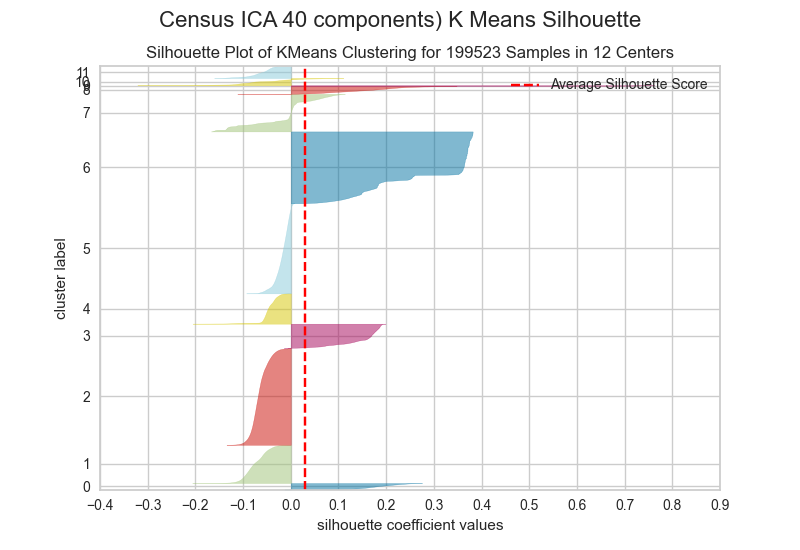 Census ICA 40 components) K Means Silhouette
Silhouette Plot of KMeans Clustering for 199523 Samples in 12 Centers
Average Silhouette Score
cluster label
11
10
9
8
7
6
5
4
3
2
1
0
−0.4 −0.3 −0.2 −0.1 0.0 0.1 0.2 0.3 0.4 0.5 0.6 0.7 0.8 0.9
silhouette coefficient values